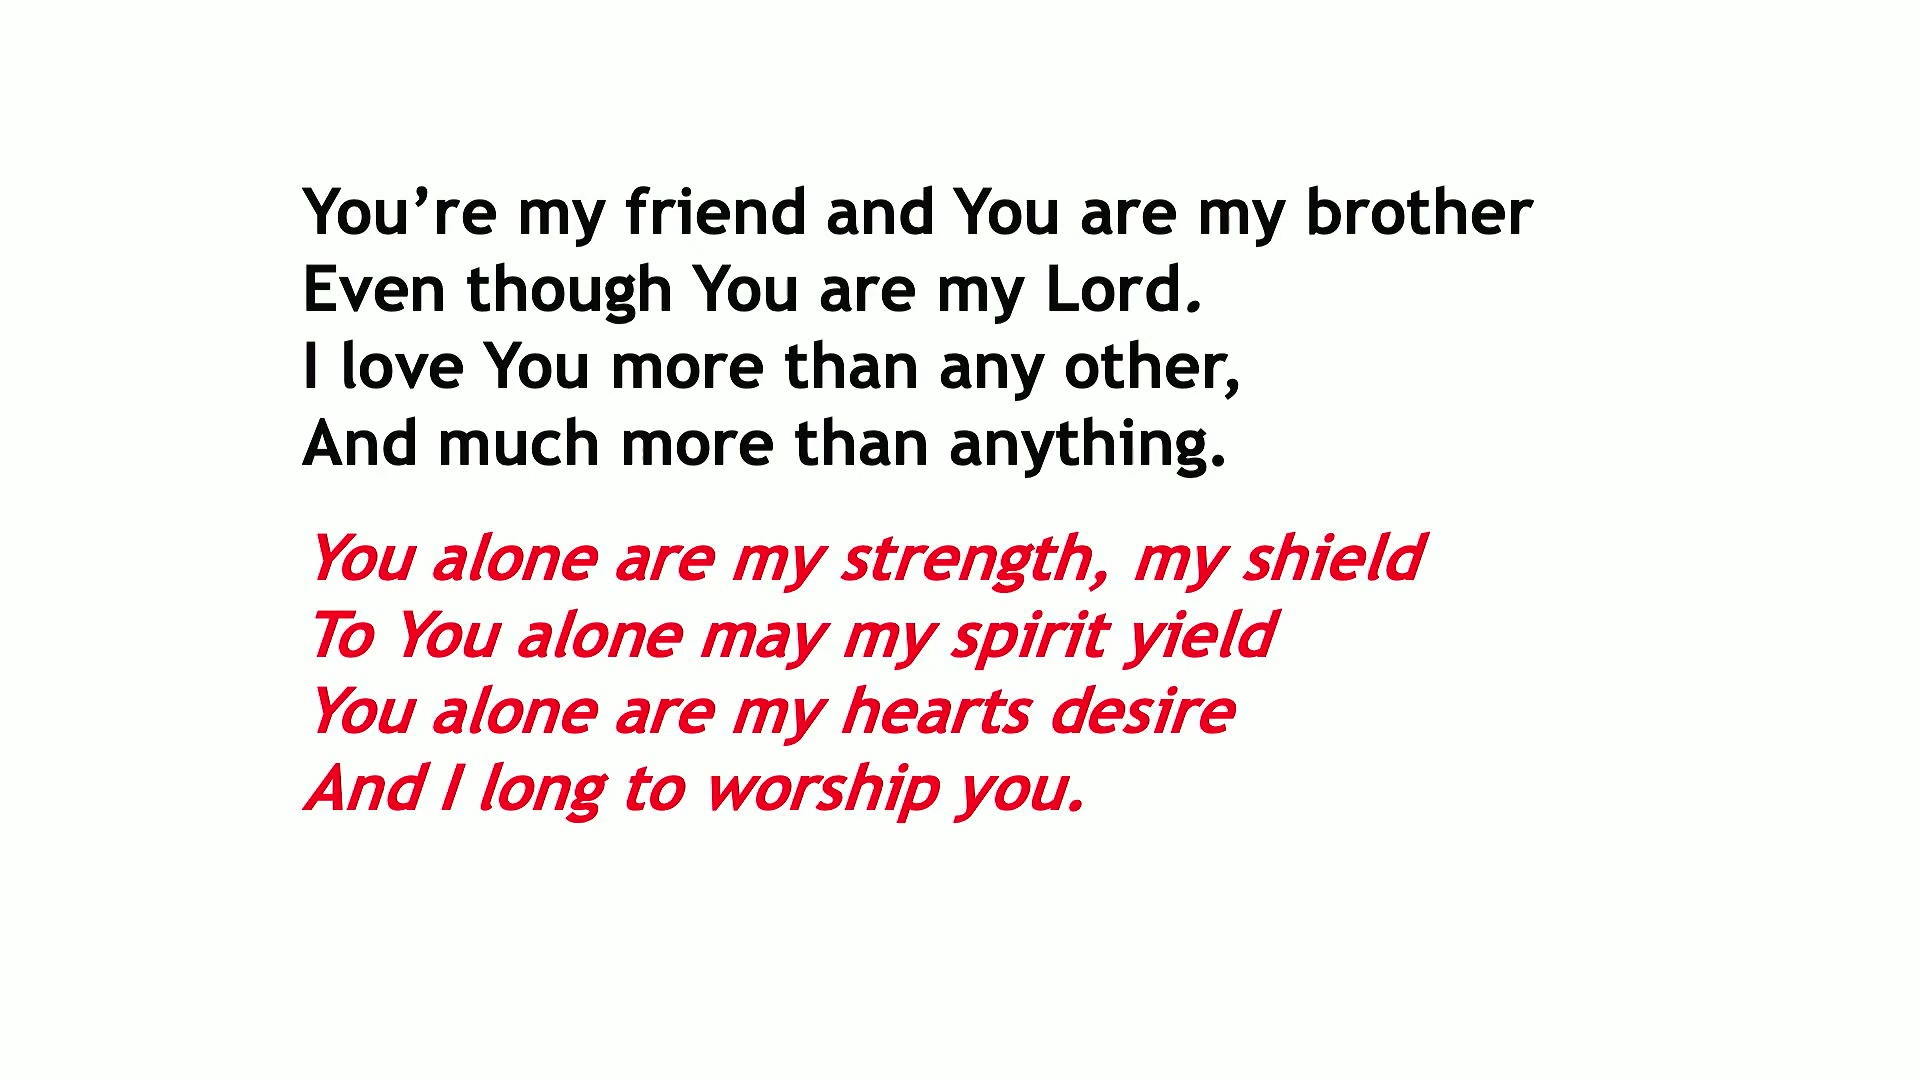 You’re my friend and You are my brother
Even though You are my Lord.
I love You more than any other,
And much more than anything.
You alone are my strength, my shield
To You alone may my spirit yield
You alone are my hearts desire
And I long to worship you.